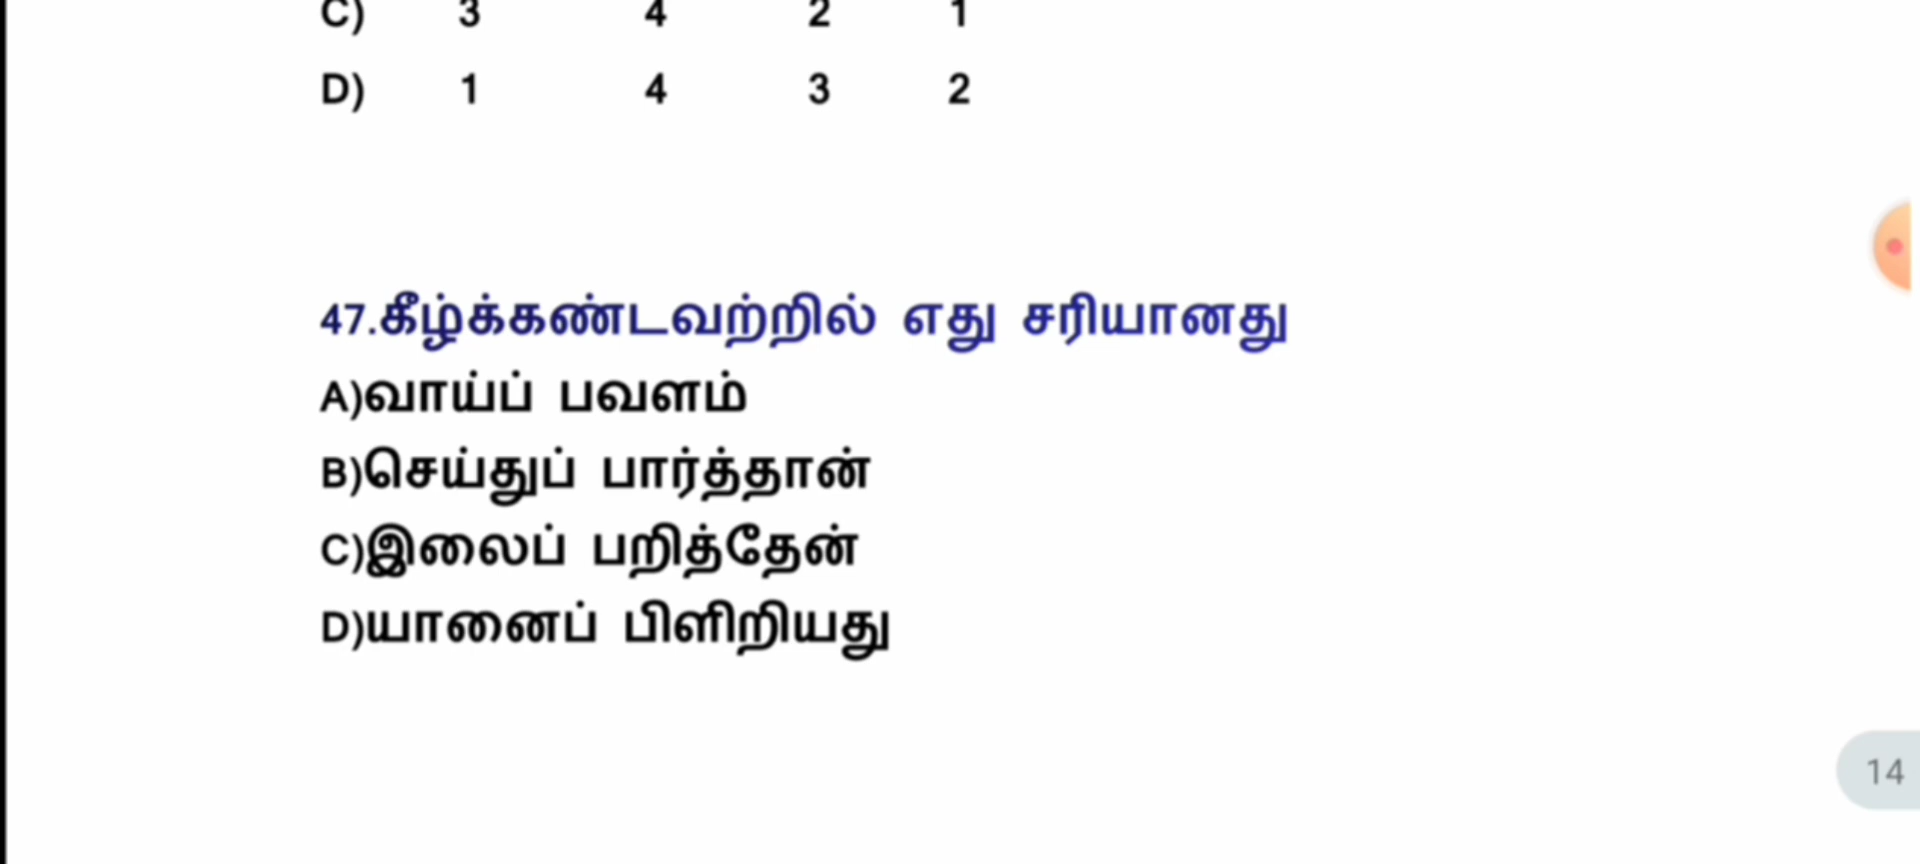 C) 3 4 2 1
D) 1 4 3 2
47.கீழ்க்கண்டவற்றில் எது சரியானது
A)வாய்ப் பவளம்
B)செய்துப் பார்த்தான்
C)இலைப் பறித்தேன்
D)யானைப் பிளிறியது
14